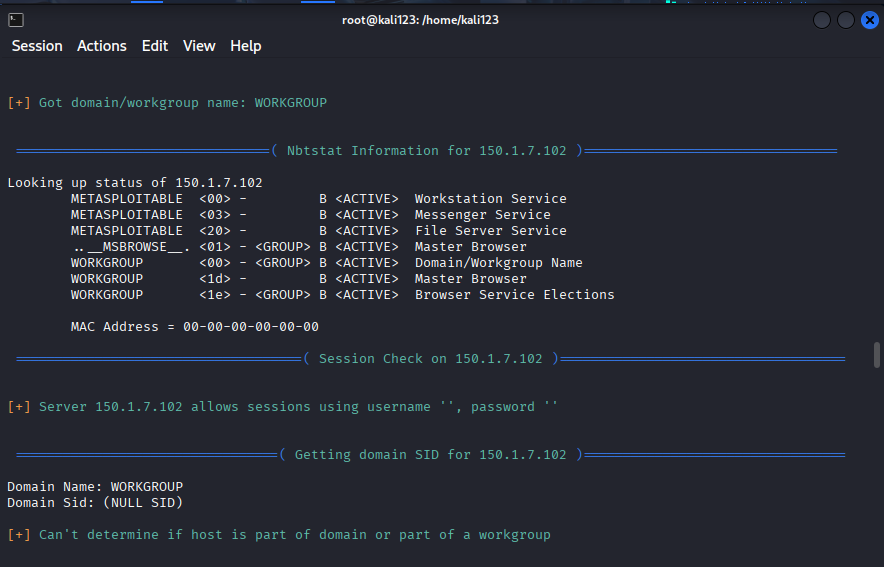 root@kali123: /home/kali123
Session Actions Edit View Help
[+] Got domain/workgroup name: WORKGROUP
( Nbtstat Information for 150.1.7.102 )
Looking up status of 150.1.7.102
METASPLOITABLE <00> - B <ACTIVE> Workstation Service
METASPLOITABLE <03> - B <ACTIVE> Messenger Service
METASPLOITABLE <20> - B <ACTIVE> File Server Service
..__MSBROWSE__. <01> - <GROUP> B <ACTIVE> Master Browser
WORKGROUP <00> - <GROUP> B <ACTIVE> Domain/Workgroup Name
WORKGROUP <1d> - B <ACTIVE> Master Browser
WORKGROUP <1e> - <GROUP> B <ACTIVE> Browser Service Elections
MAC Address = 00-00-00-00-00-00
( Session Check on 150.1.7.102 )
[+] Server 150.1.7.102 allows sessions using username '', password ''
( Getting domain SID for 150.1.7.102 )
Domain Name: WORKGROUP
Domain Sid: (NULL SID)
[+] Can't determine if host is part of domain or part of a workgroup